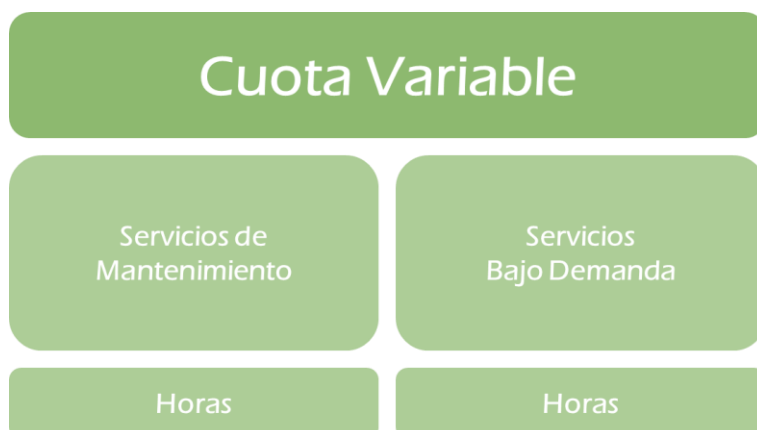 Cuota Variable
Servicios de
Mantenimiento
Servicios
Bajo Demanda
Horas
Horas